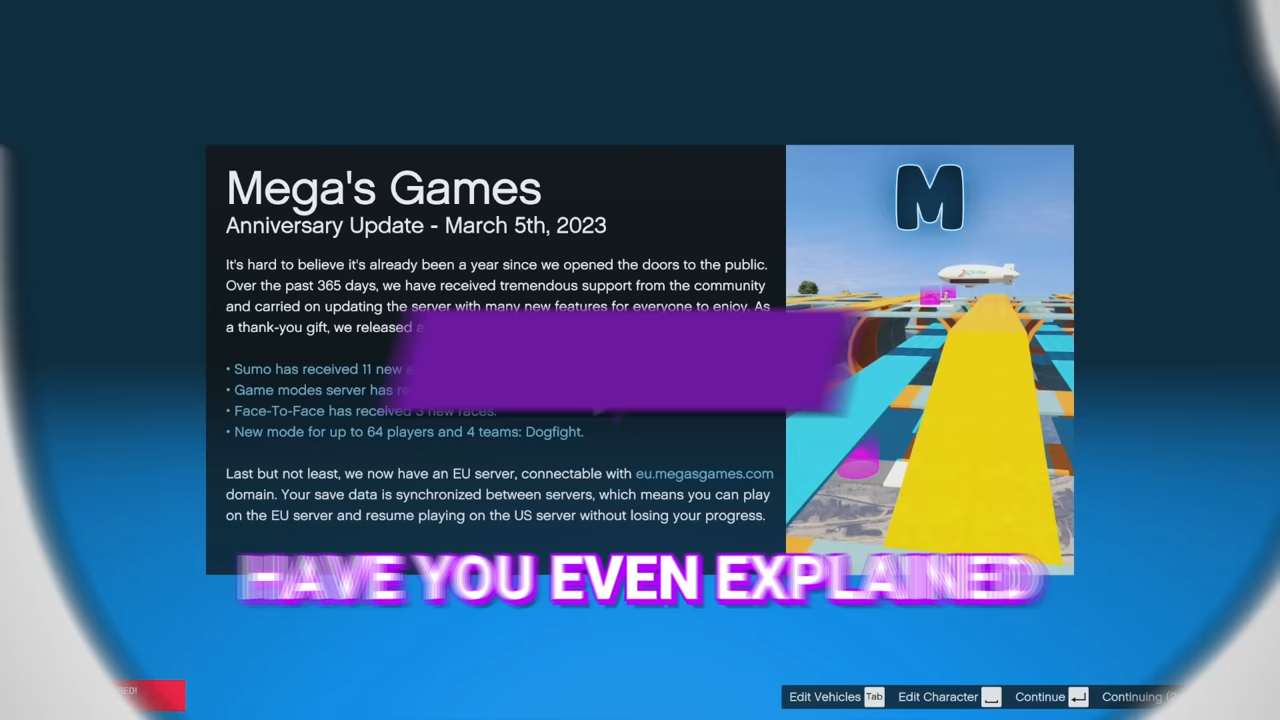 Mega's Games
Anniversary Update - March 5th, 2023
M
It's hard to believe it's already been a year since we opened the doors to the public.
Over the past 365 days, we have received tremendous support from the community
and carried on updating the server with many new features for everyone to enjoy. As
a thank-you gift, we released
• Sumo has received 11 new
• Game modes server has
• Face-To-Face has received 3 new faces.
• New mode for up to 64 players and 4 teams: Dogfight.
Last but not least, we now have an EU server, connectable with eu.megasgames.com
domain. Your save data is synchronized between servers, which means you can play
on the EU server and resume playing on the US server without losing your progress.
HAVE YOU EVEN EXPLAINED
Edit Vehicles Tab Edit Character Continue Continuing